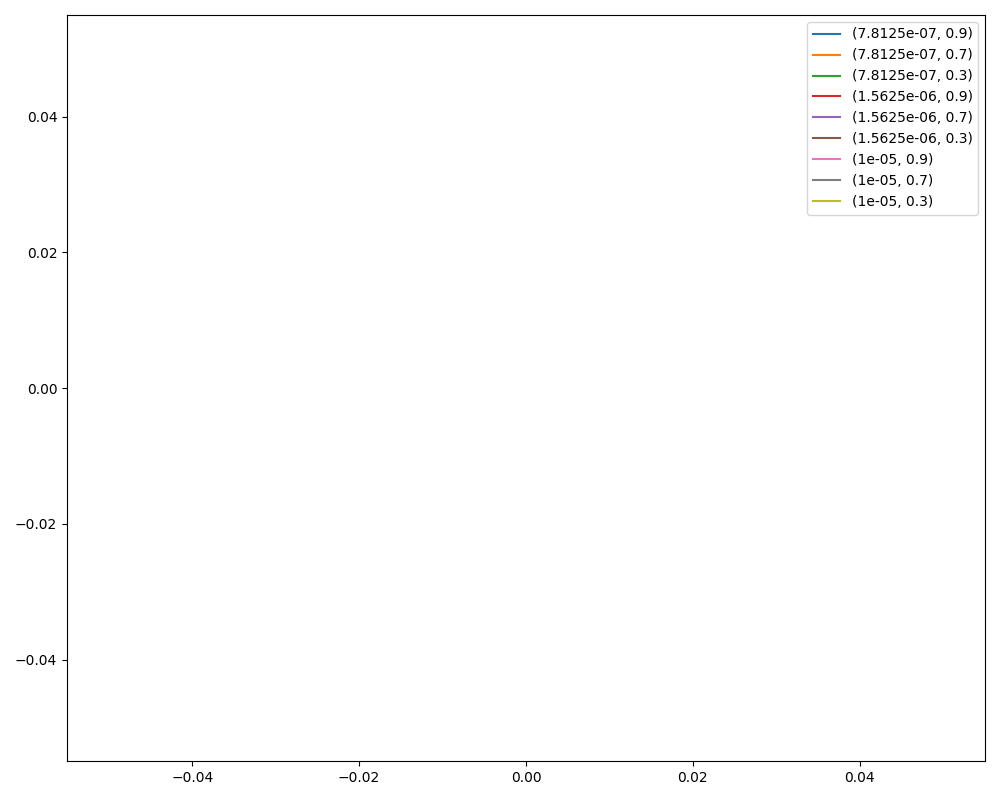 (7.8125e-07, 0.9)
(7.8125e-07, 0.7)
(7.8125e-07, 0.3)
(1.5625e-06, 0.9)
(1.5625e-06, 0.7)
(1.5625e-06, 0.3)
(1e-05, 0.9)
(1e-05, 0.7)
(1e-05, 0.3)
0.04
0.02
0.00
−0.02
−0.04
−0.04 −0.02 0.00 0.02 0.04